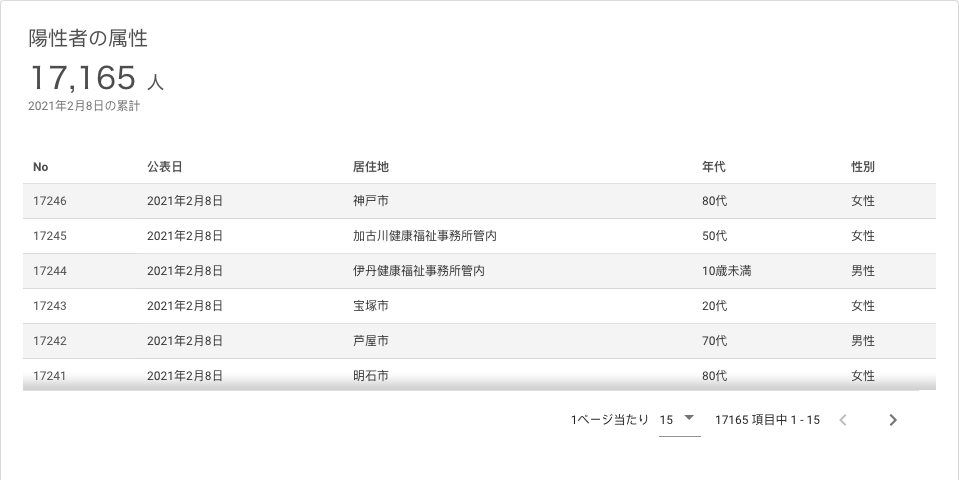 陽性者の属性
17,165 人
2021年2月8日の累計
No 公表日 居住地 年代 性別
17246 2021年2月8日 神戸市 80代 女性
17245 2021年2月8日 加古川健康福祉事務所管内 50代 女性
17244 2021年2月8日 伊丹健康福祉事務所管内 10歳未満 男性
17243 2021年2月8日 宝塚市 20代 女性
17242 2021年2月8日 芦屋市 70代 男性
17241 2021年2月8日 明石市 80代 女性
1ページ当たり 15 17165 項目中 1 - 15